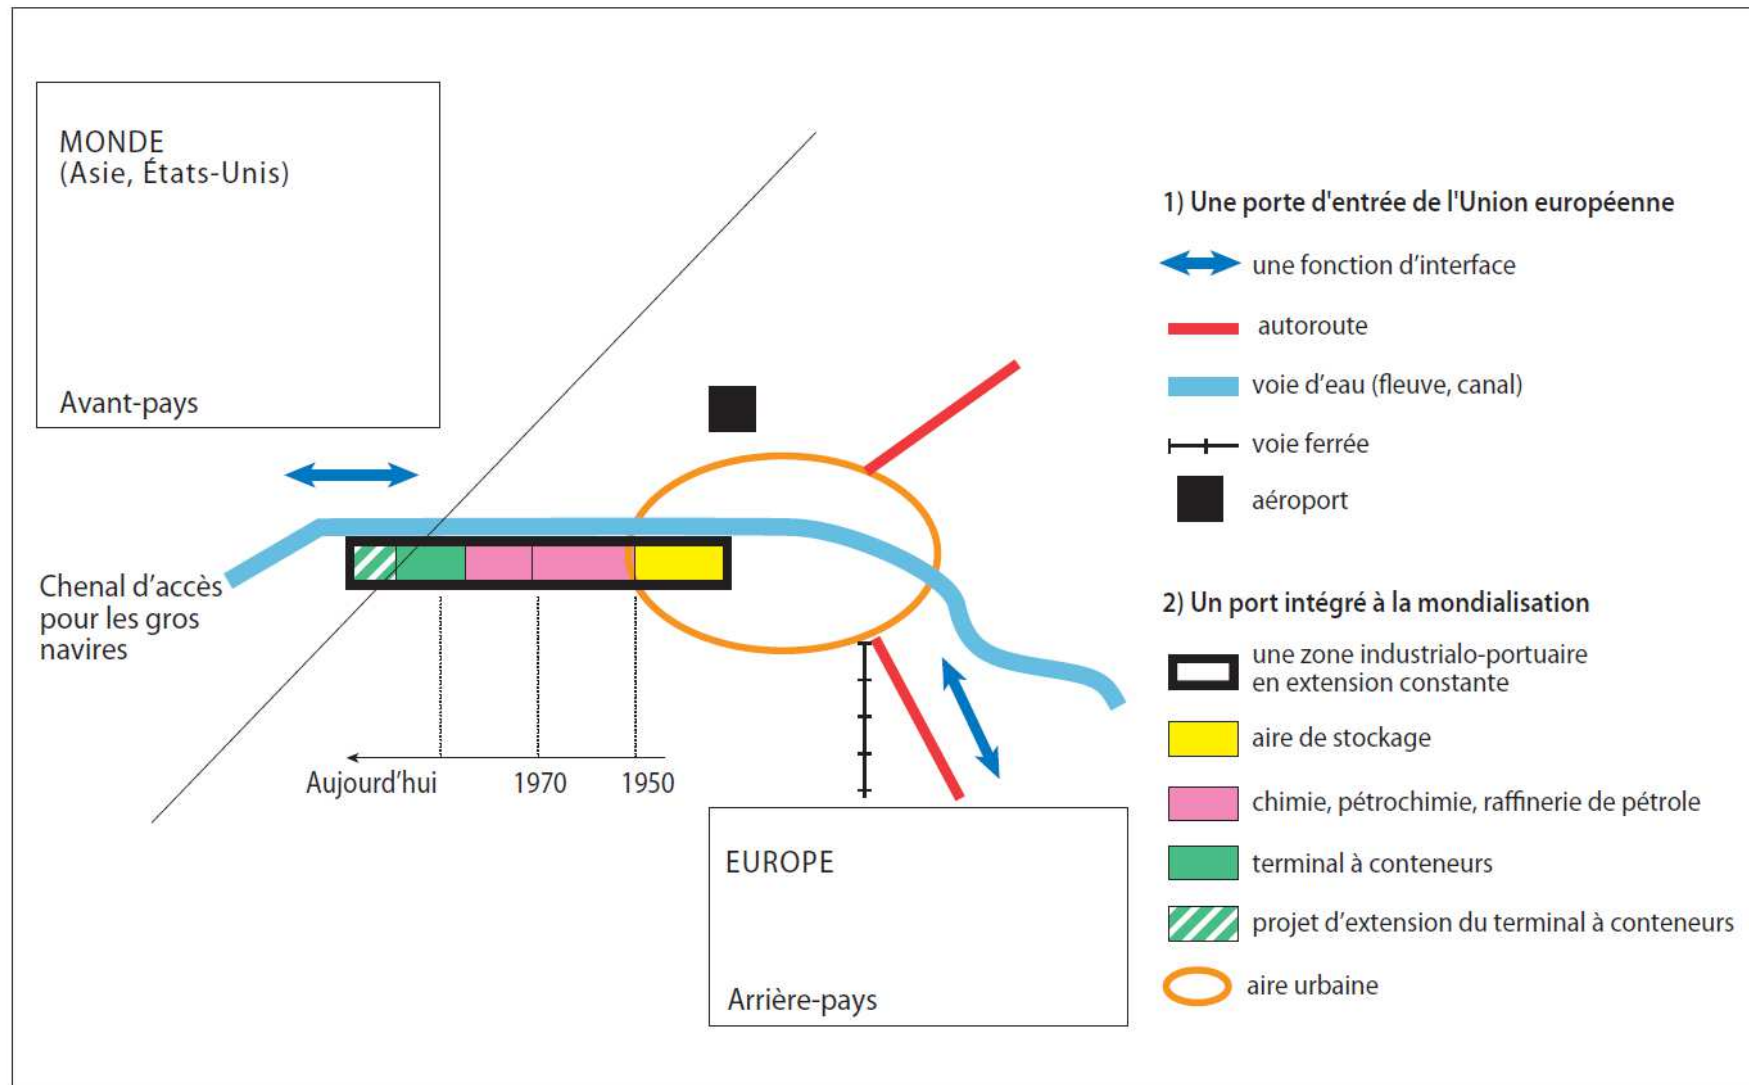 MONDE
(Asie, États-Unis)
Avant-pays
Chenal d’accès
pour les gros
navires
Aujourd’hui
1970
1950
EUROPE
Arrière-pays
1) Une porte d'entrée de l'Union européenne
une fonction d’interface
autoroute
voie d’eau (fleuve, canal)
voie ferrée
aéroport
2) Un port intégré à la mondialisation
une zone industrialo-portuaire
en extension constante
aire de stockage
chimie, pétrochimie, raffinerie de pétrole
terminal à conteneurs
projet d’extension du terminal à conteneurs
aire urbaine